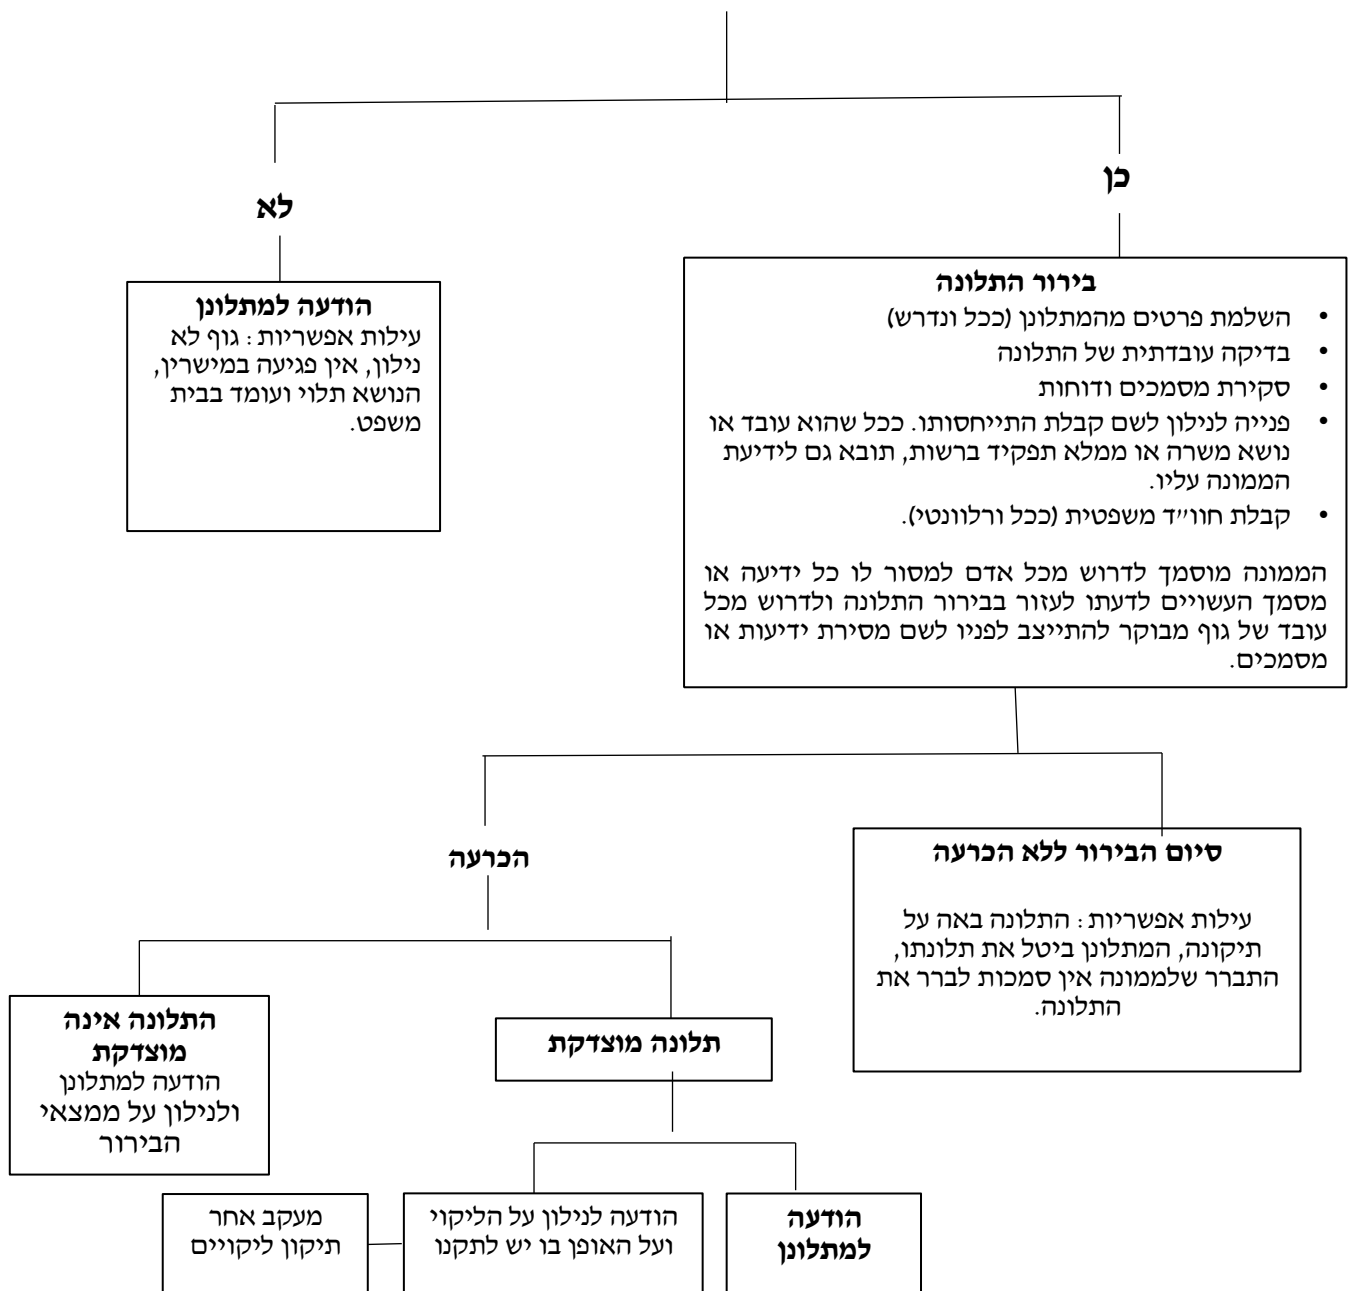 כן
לא
בירור התלונה
• השלמת פרטים מהמתלונן (ככל ונדרש)
• בדיקה עובדתית של התלונה
• סקירת מסמכים ודוחות
• פנייה לנילון לשם קבלת התייחסותו. ככל שהוא עובד או
נושא משרה או ממלא תפקיד ברשות, תובא גם לידיעת
הממונה עליו.
• קבלת חוו״ד משפטית (ככל ורלוונטי).
הממונה מוסמך לדרוש מכל אדם למסור לו כל ידיעה או
מסמך העשויים לדעתו לעזור בבירור התלונה ולדרוש מכל
עובד של גוף מבוקר להתייצב לפניו לשם מסירת ידיעות או
מסמכים.
הודעה למתלונן
עילות אפשריות: גוף לא
נילון, אין פגיעה במישרין,
הנושא תלוי ועומד בבית
משפט.
סיום הבירור ללא הכרעה
עילות אפשריות: התלונה באה על
תיקונה, המתלונן ביטל את תלונתו,
התברר שלממונה אין סמכות לברר את
התלונה.
הכרעה
תלונה מוצדקת
התלונה אינה
מוצדקת
הודעה למתלונן
ולנילון על ממצאי
הבירור
הודעה
למתלונן
הודעה לנילון על הליקוי
ועל האופן בו יש לתקנו
מעקב אחר
תיקון ליקויים